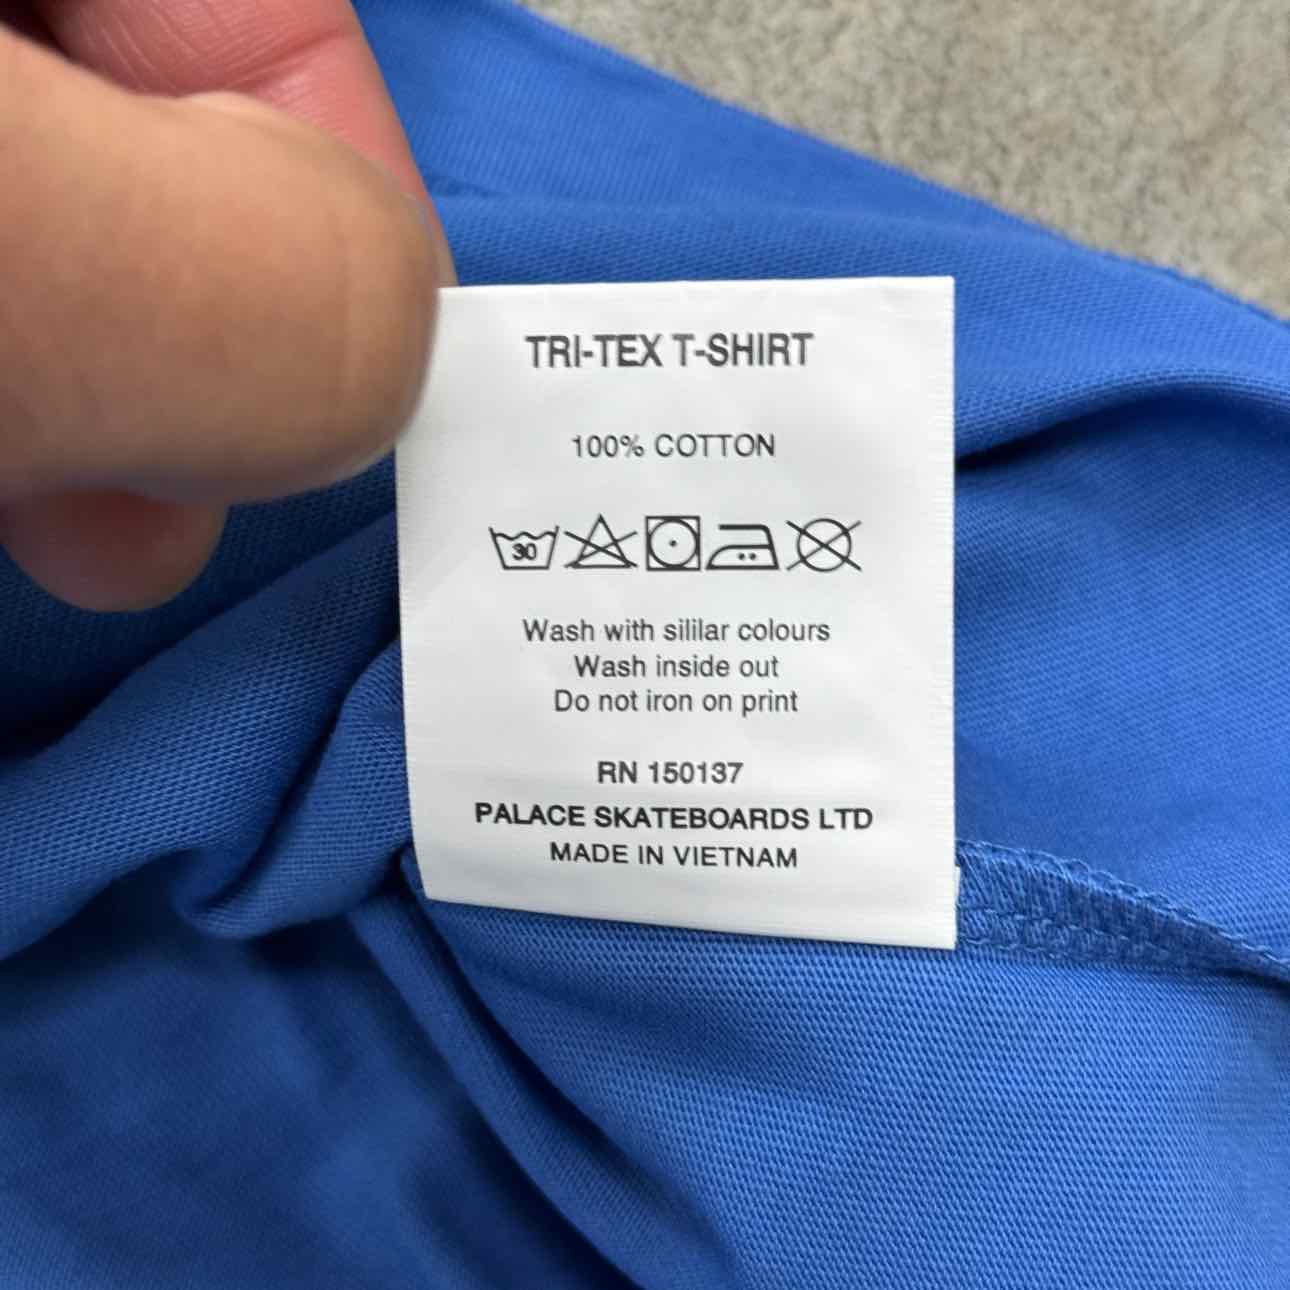 TRI-TEX T-SHIRT
100% COTTON
30
Wash with sililar colours
Wash inside out
Do not iron on print
RN 150137
PALACE SKATEBOARDS LTD
MADE IN VIETNAM